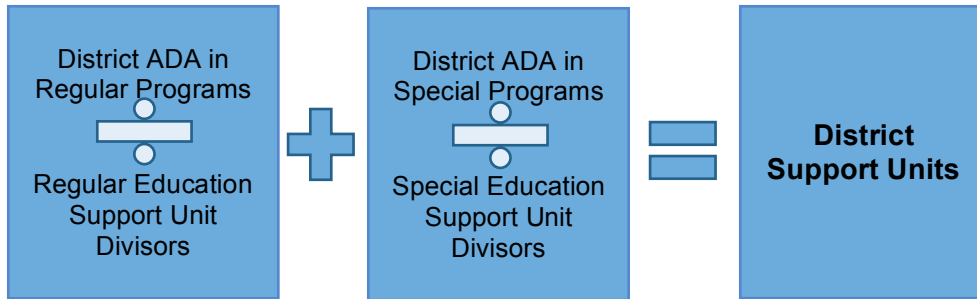 District ADA in
Regular Programs
Regular Education
Support Unit
Divisors
District ADA in
Special Programs
Special Education
Support Unit
Divisors
District
Support Units